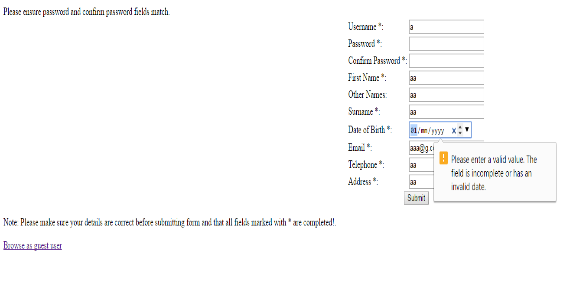 Please ensure password and confirm password fields match.
Username *: a
Password *:
Confirm Password *:
First Name *: aa
Other Names: aa
Surname *: aa
Date of Birth *: 01/mm/yyyy x
Email *: aaa@g.c
Telephone *: aa
Address *: aa
! Please enter a valid value. The
field is incomplete or has an
invalid date.
Submit
Note: Please make sure your details are correct before submitting form and that all fields marked with * are completed!.
Browse as guest user